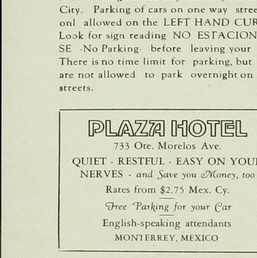 City. Parking of cars on one way stree
onl allowed on the LEFT HAND CUR
Look for sign reading NO ESTACION
SE -No Parking- before leaving your
There is no time limit for parking, but
are not allowed to park overnight on
streets.
PLAZA HOTEL
733 Ote. Morelos Ave.
QUIET - RESTFUL - EASY ON YOU
NERVES - and Save you Money, too
Rates from $2.75 Mex. Cy.
Free Parking for your Car
English-speaking attendants
MONTERREY, MEXICO